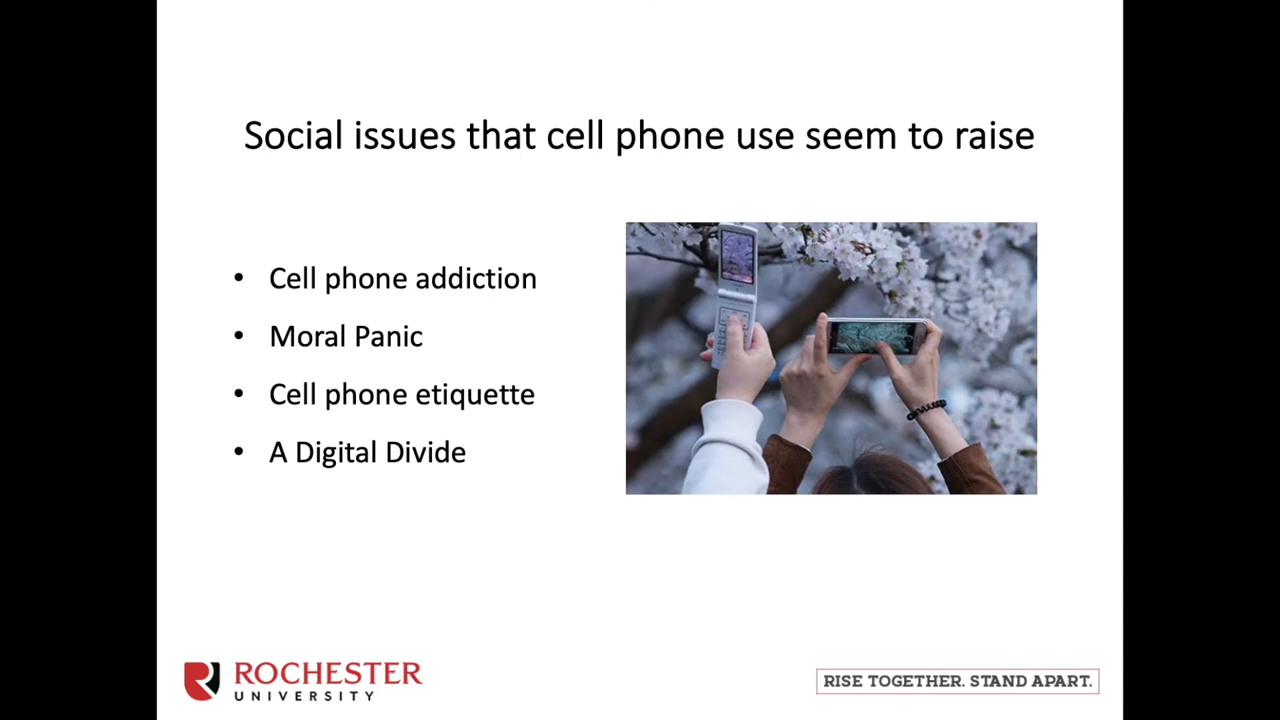 Social issues that cell phone use seem to raise
• Cell phone addiction
• Moral Panic
• Cell phone etiquette
• A Digital Divide
ROCHESTER
UNIVERSITY
RISE TOGETHER. STAND APART.